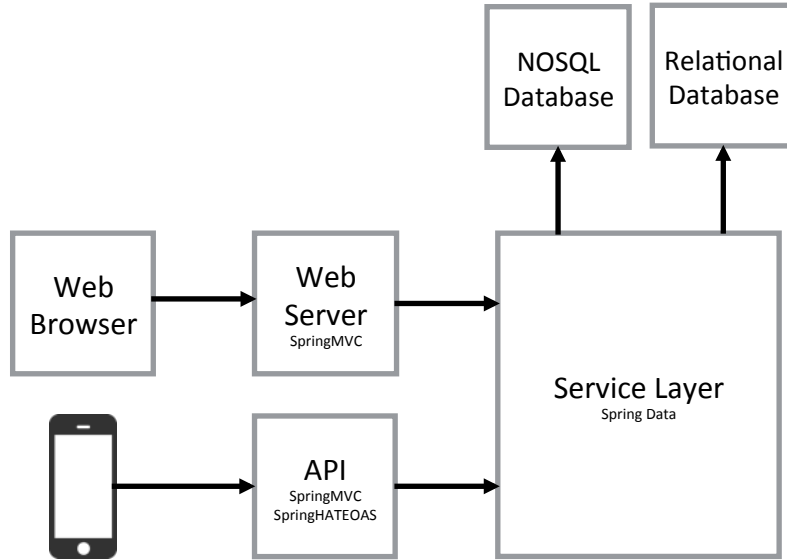 NOSQL
Database
Relational
Database
Web
Browser
Web
Server
SpringMVC
Service Layer
Spring Data
API
SpringMVC
SpringHATEOAS